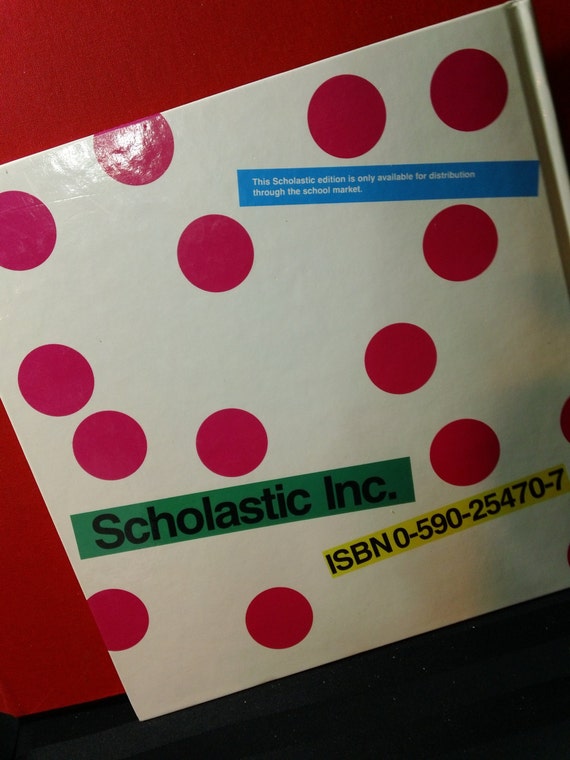 This Scholastic edition is only available for distribution
through the school market.
Scholastic Inc.
ISBN 0-590-25470-7